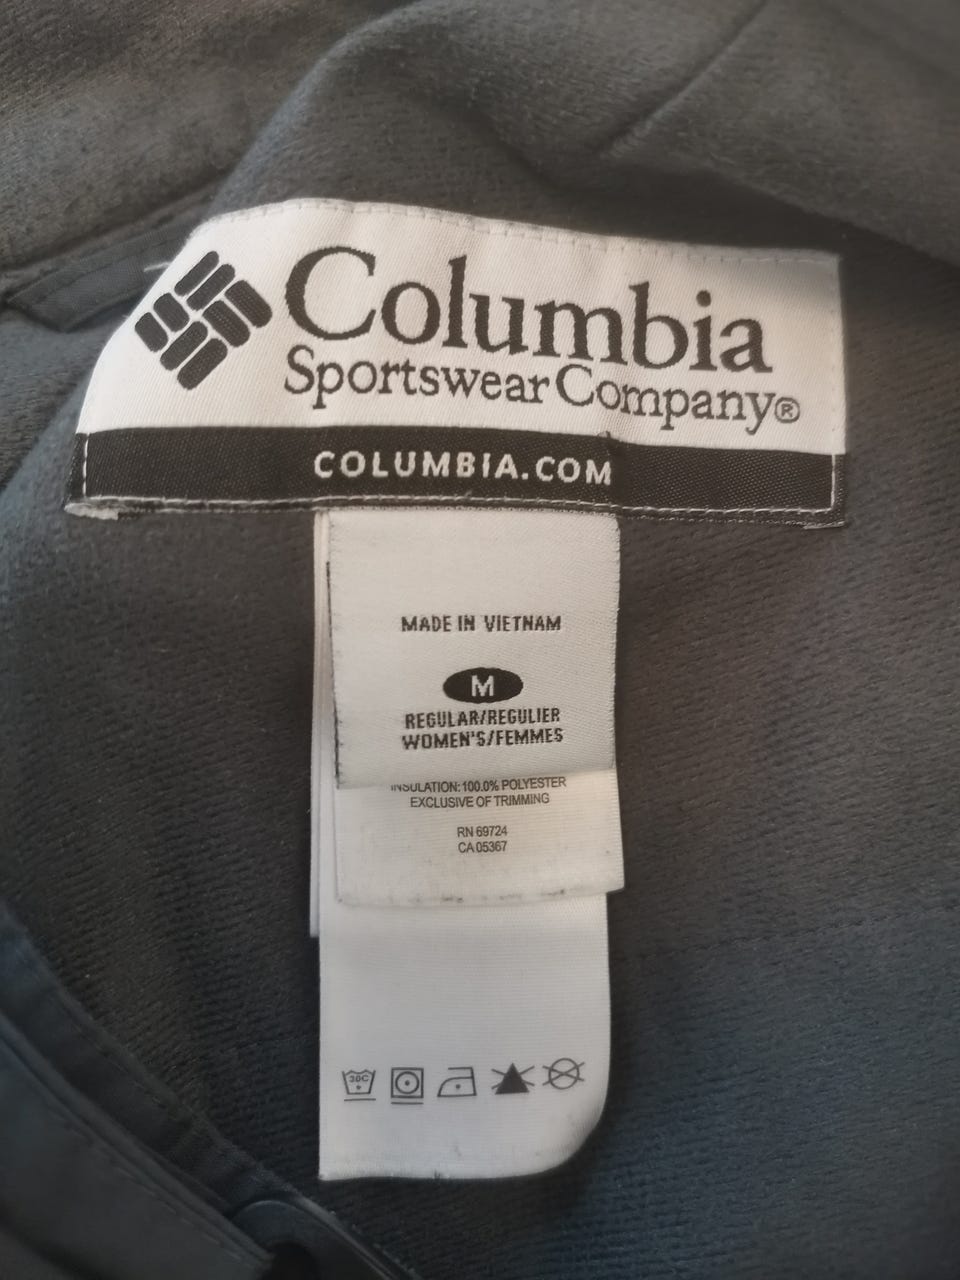 Columbia
Sportswear Company®
COLUMBIA.COM
MADE IN VIETNAM
M
REGULAR/REGULIER
WOMEN'S/FEMMES
INSULATION: 100.0% POLYESTER
EXCLUSIVE OF TRIMMING
RN 69724
CA 05367
30C